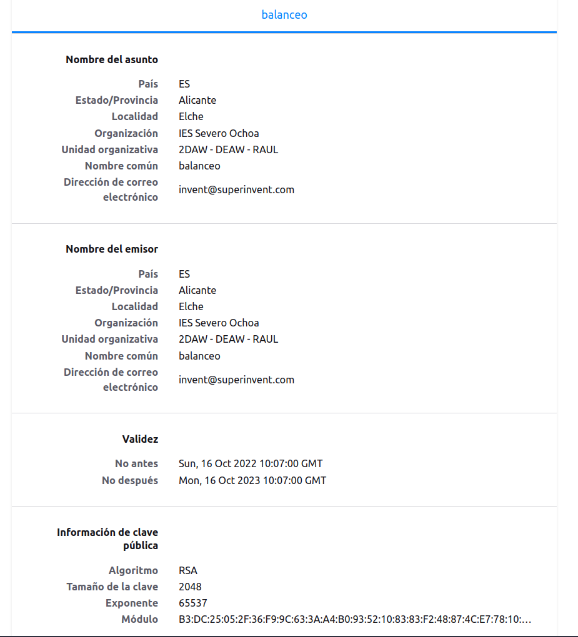 balanceo
Nombre del asunto
País ES
Estado/Provincia Alicante
Localidad Elche
Organización IES Severo Ochoa
Unidad organizativa 2DAW - DEAW - RAUL
Nombre común balanceo
Dirección de correo
electrónico invent@superinvent.com
Nombre del emisor
País ES
Estado/Provincia Alicante
Localidad Elche
Organización IES Severo Ochoa
Unidad organizativa 2DAW - DEAW - RAUL
Nombre común balanceo
Dirección de correo
electrónico invent@superinvent.com
Validez
No antes Sun, 16 Oct 2022 10:07:00 GMT
No después Mon, 16 Oct 2023 10:07:00 GMT
Información de clave
pública
Algoritmo RSA
Tamaño de la clave 2048
Exponente 65537
Módulo B3:DC:25:05:2F:36:F9:9C:63:3A:A4:B0:93:52:10:83:83:F2:48:87:4C:E7:78:10:…